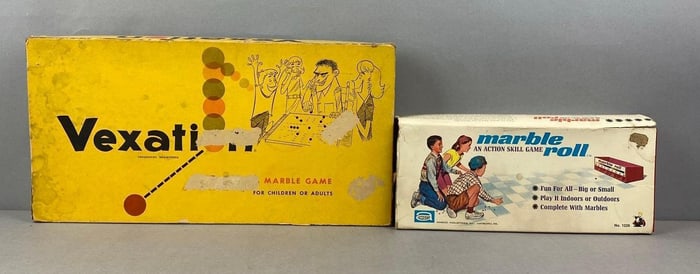 Vexation
MARBLE GAME
FOR CHILDREN OR ADULTS
marble
AN ACTION SKILL GAME
roll
Fun For All—Big or Small
Play it Indoors or Outdoors
Complete With Marbles